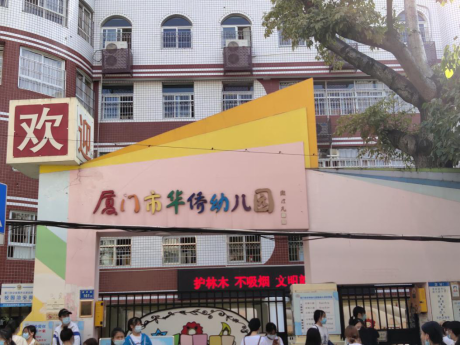 欢迎
厦门市华侨幼儿园
护林木 不吸烟 文明